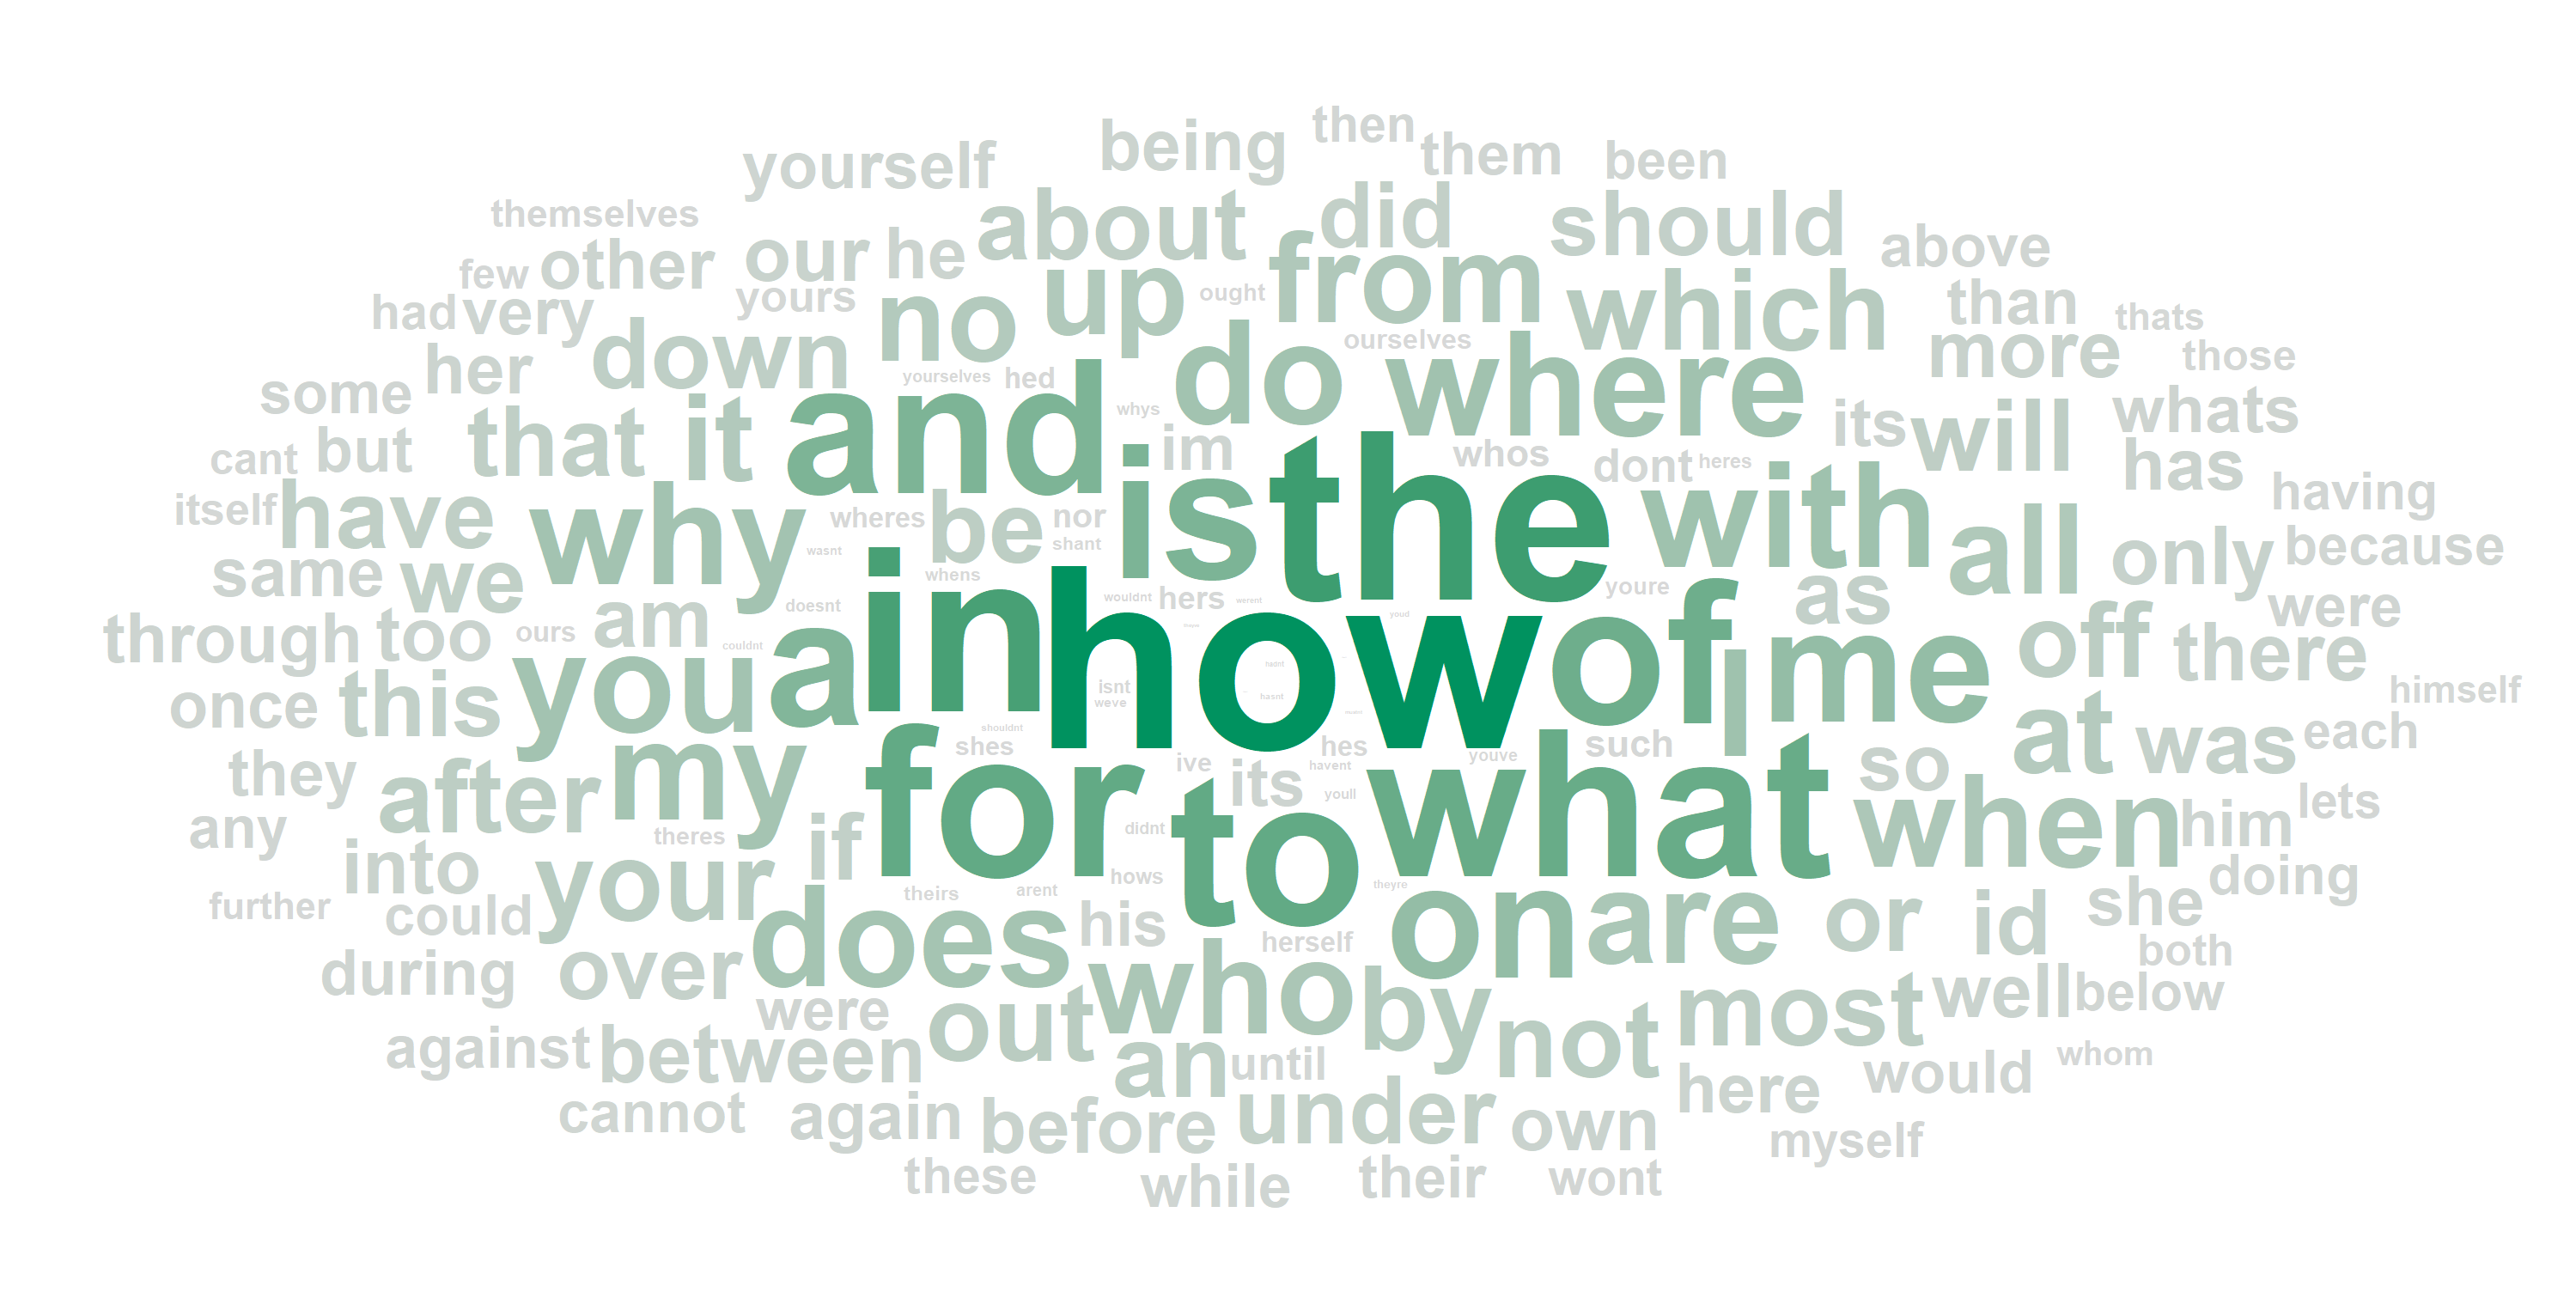 then
being
them
been
yourself
themselves
about
did
should
above
other
our
he
few
up
from
had
very
yours
no
ought
which
than
thats
down
do
where
ourselves
more
those
some
her
yourselves
hed
and
whys
its
will
whats
cant
but
that
it
im
is
the
whos
dont
heres
has
itself
have
why
wheres
be
nor
shant
with
all
having
wasnt
only
because
same
we
whens
in
how
wouldnt
hers
werent
youd
youre
as
were
through
too
ours
am
doesnt
couldnt
you
a
of
I
me
off
there
hadnt
once
this
isnt
weve
hasnt
himself
shouldnt
they
after
my
for
shes
ive
its
hes
havent
youll
youve
what
such
so
at
was
each
any
theres
if
to
didnt
when
him
lets
into
your
hows
doing
further
could
does
theirs
arent
his
theyre
on
are
or
id
she
during
over
herself
both
were
out
who
by
not
most
well
below
against
between
an
until
here
would
whom
cannot
again
before
under
own
myself
these
while
their
wont